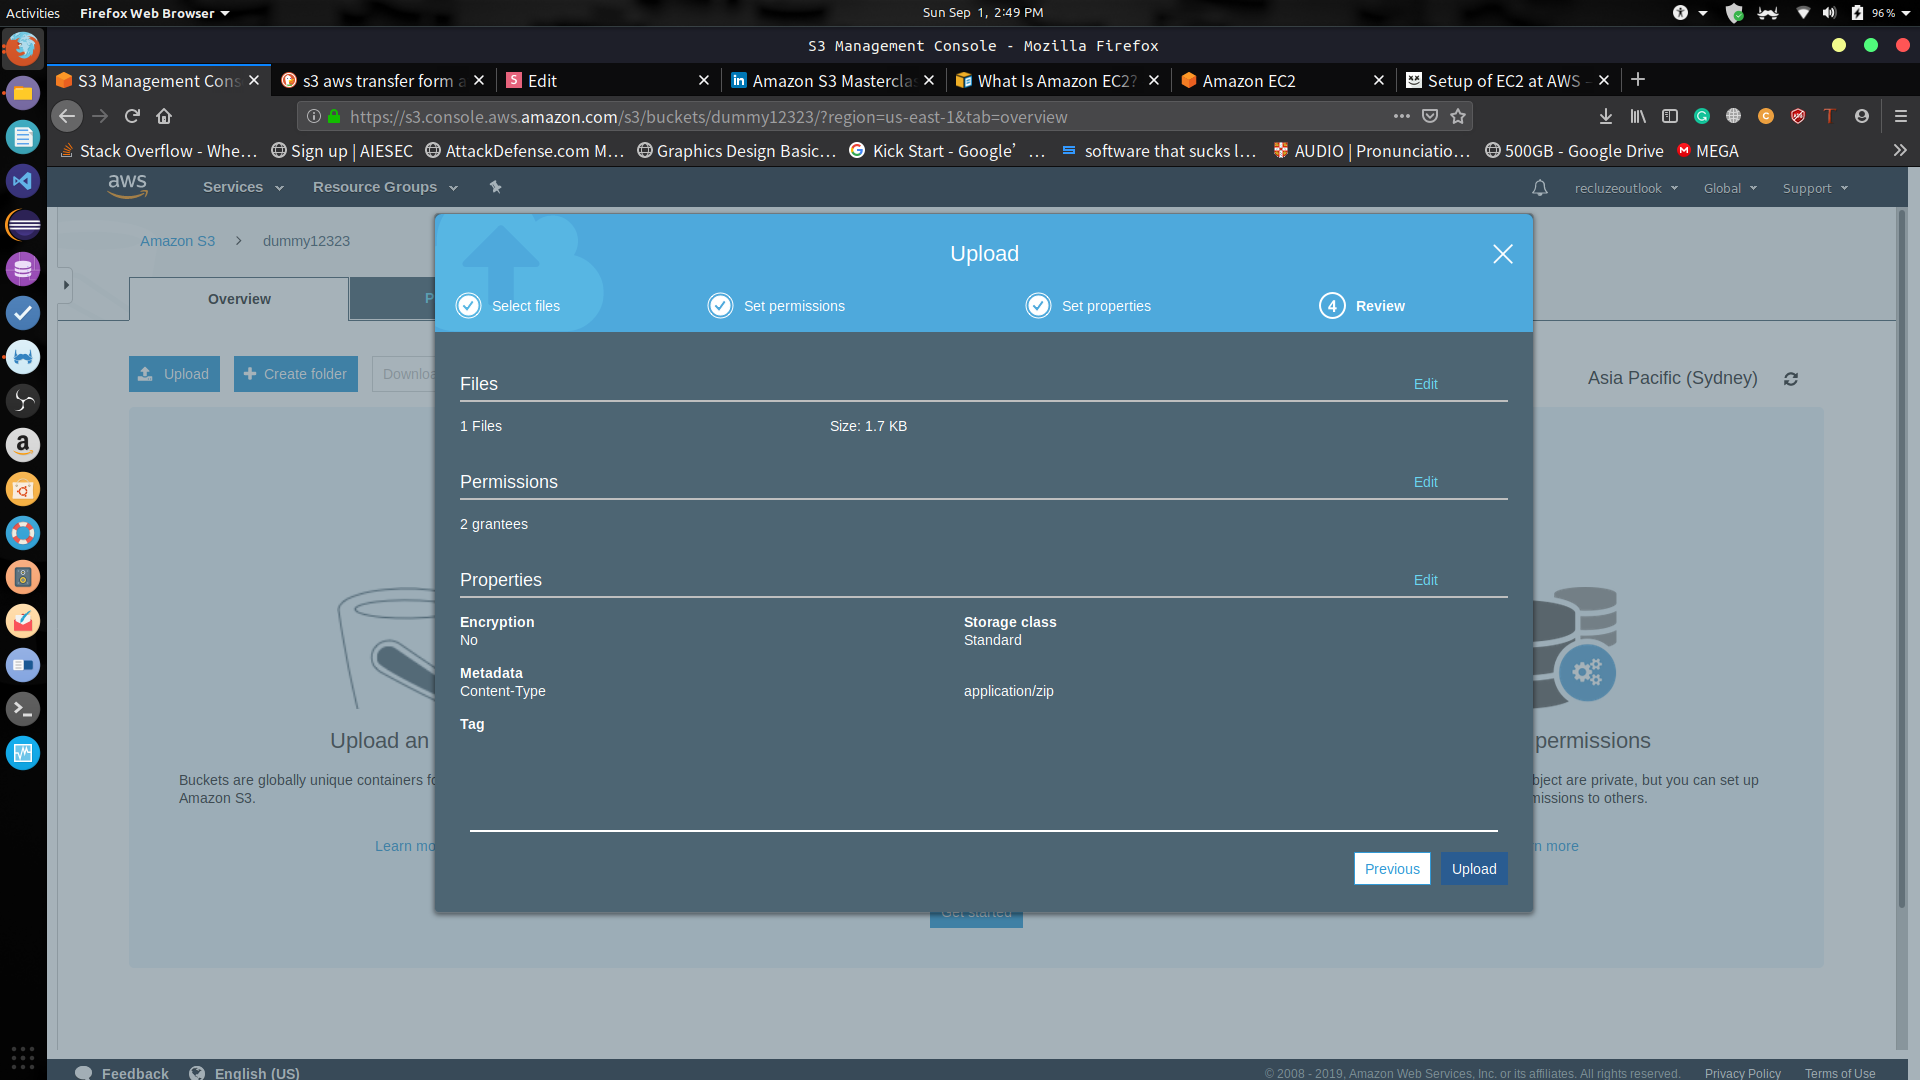 Activities Firefox Web Browser Sun Sep 1, 2:49 PM 96 %
S3 Management Console - Mozilla Firefox
S3 Management Cons s3 aws transfer form a Edit Amazon S3 Mastercla What Is Amazon EC2? Amazon EC2 Setup of EC2 at AWS -
https://s3.console.aws.amazon.com/s3/buckets/dummy12323/?region=us-east-1&tab=overview
Stack Overflow - Whe… Sign up | AIESEC AttackDefense.com M… Graphics Design Basic… Kick Start - Google’ … software that sucks l… AUDIO | Pronunciatio… 500GB - Google Drive MEGA
aws Services Resource Groups recluzeoutlook Global Support
Amazon S3 dummy12323
Upload
Overview P
Select files Set permissions Set properties 4 Review
Upload Create folder Downloa Asia Pacific (Sydney)
Files Edit
1 Files Size: 1.7 KB
Permissions Edit
2 grantees
Properties Edit
Encryption Storage class
No Standard
Metadata
Content-Type application/zip
Tag
Upload an permissions
Buckets are globally unique containers fo bject are private, but you can set up
Amazon S3. missions to others.
Learn mo n more
Previous Upload
Get started
Feedback English (US) © 2008 - 2019, Amazon Web Services, Inc. or its affiliates. All rights reserved. Privacy Policy Terms of Use